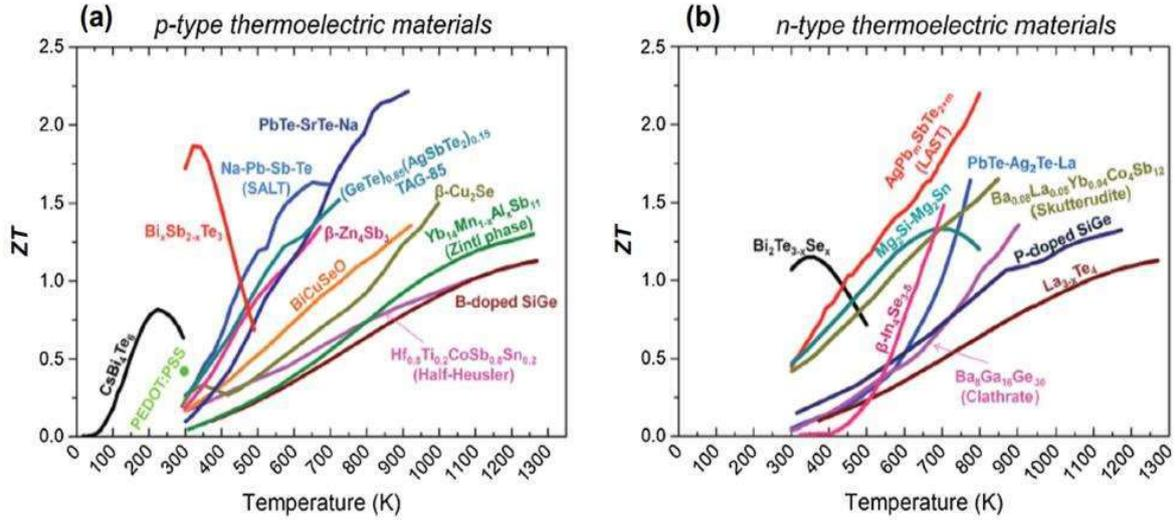 (a) p-type thermoelectric materials
2.5
2.0
1.5
1.0
0.5
0.0
ZT
PbTe-SrTe-Na
Na-Pb-Sb-Te
(SALT)
(GeTe)₀.₈₅(AgSbTe₂)₀.₁₅
TAG-85
β-Cu₂Se
BiₓSb₂₋ₓTe₃
β-Zn₄Sb₃
Yb₁₄Mn₁₋ₓAlₓSb₁₁
(Zintl phase)
BiCuSeO
B-doped SiGe
CsBi₄Te₆
PEDOT:PSS
Hf₀.₈Ti₀.₂CoSb₀.₈Sn₀.₂
(Half-Heusler)
0 100 200 300 400 500 600 700 800 900 1000 1100 1200 1300
Temperature (K)
(b) n-type thermoelectric materials
2.5
2.0
1.5
1.0
0.5
0.0
ZT
AgPbₘSbTe₂₊ₘ
(LAST)
PbTe-Ag₂Te-La
Ba₀.₀₈La₀.₀₅Yb₀.₀₄Co₄Sb₁₂
(Skutterudite)
Mg₂Si-Mg₂Sn
Bi₂Te₃₋ₓSeₓ
P-doped SiGe
La₃₋ₓTe₄
β-In₄Se₃₋δ
Ba₈Ga₁₆Ge₃₀
(Clathrate)
0 100 200 300 400 500 600 700 800 900 1000 1100 1200 1300
Temperature (K)